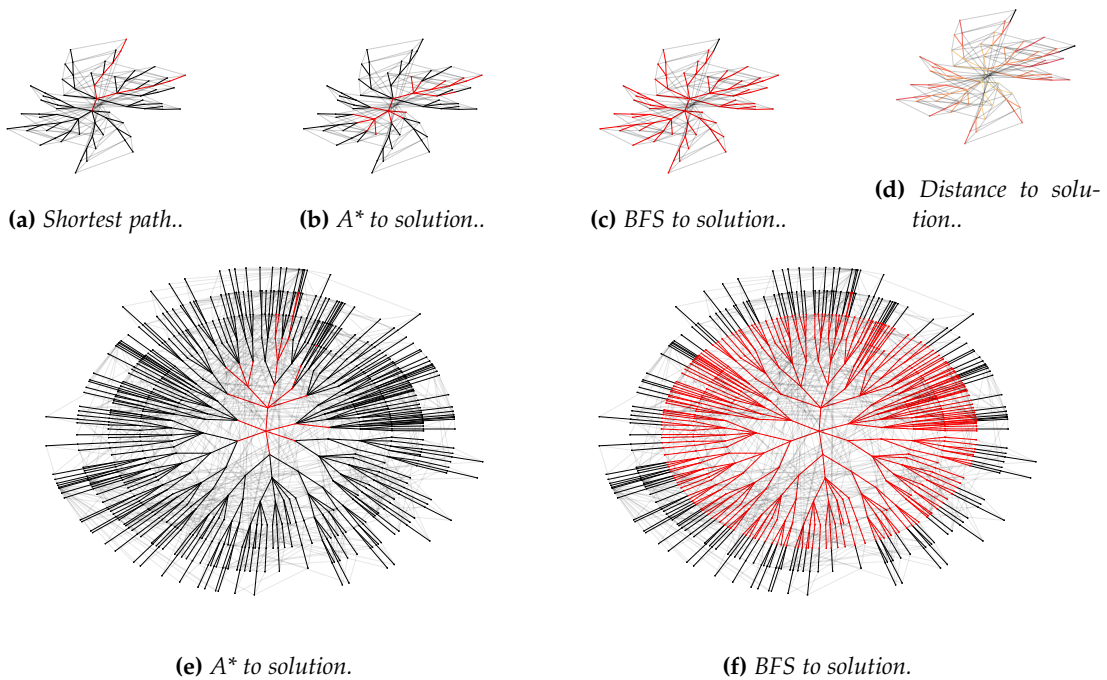 (a) Shortest path..
(b) A* to solution..
(c) BFS to solution..
(d) Distance to solu-
tion..
(e) A* to solution.
(f) BFS to solution.